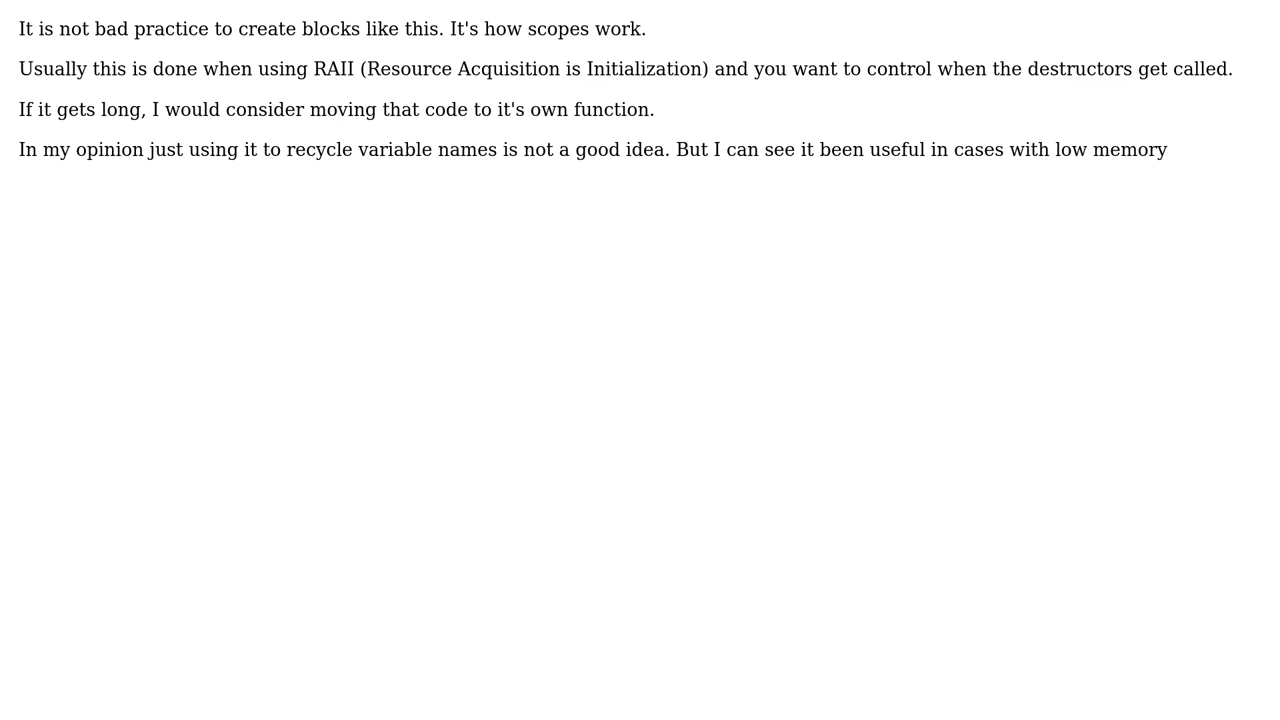 It is not bad practice to create blocks like this. It's how scopes work.
Usually this is done when using RAII (Resource Acquisition is Initialization) and you want to control when the destructors get called.
If it gets long, I would consider moving that code to it's own function.
In my opinion just using it to recycle variable names is not a good idea. But I can see it been useful in cases with low memory